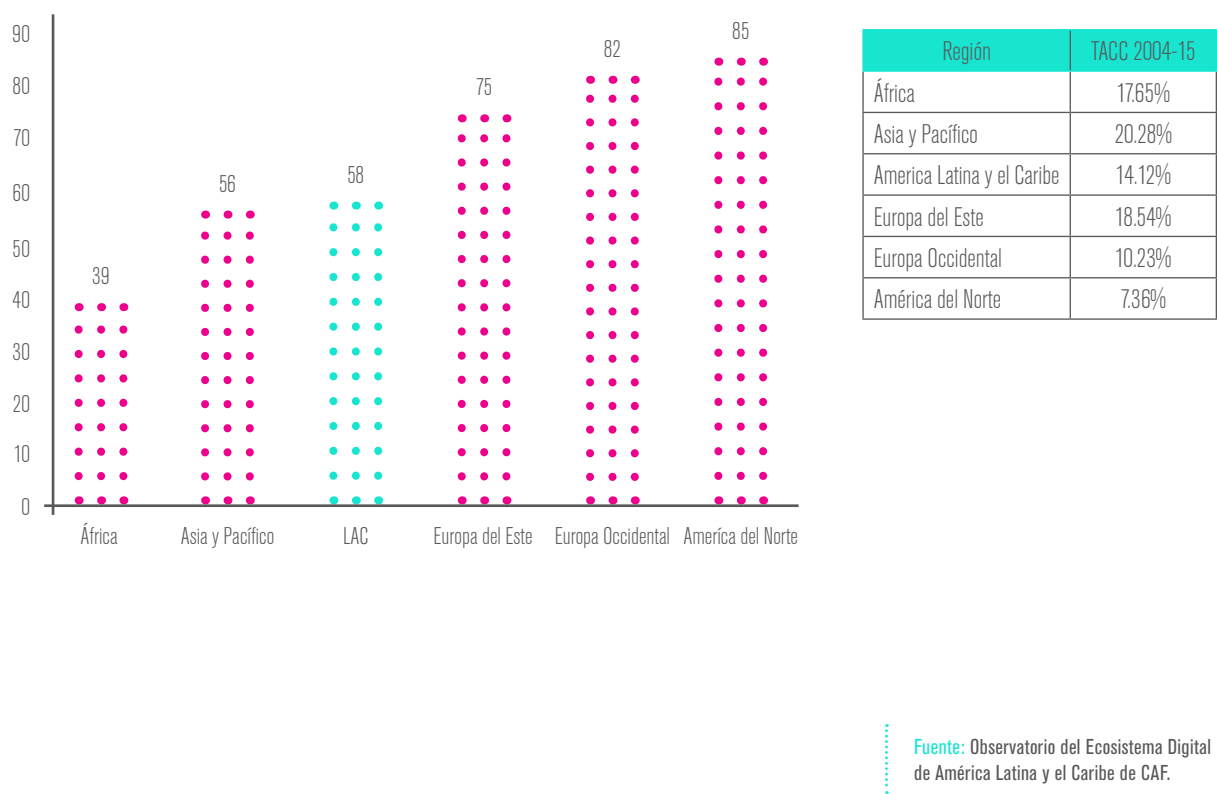 90
80
70
60
50
40
30
20
10
0
39
56
58
75
82
85
África
Asia y Pacífico
LAC
Europa del Este
Europa Occidental
Ameríca del Norte
Región TACC 2004-15
África 17.65%
Asia y Pacífico 20.28%
America Latina y el Caribe 14.12%
Europa del Este 18.54%
Europa Occidental 10.23%
América del Norte 7.36%
Fuente: Observatorio del Ecosistema Digital
de América Latina y el Caribe de CAF.